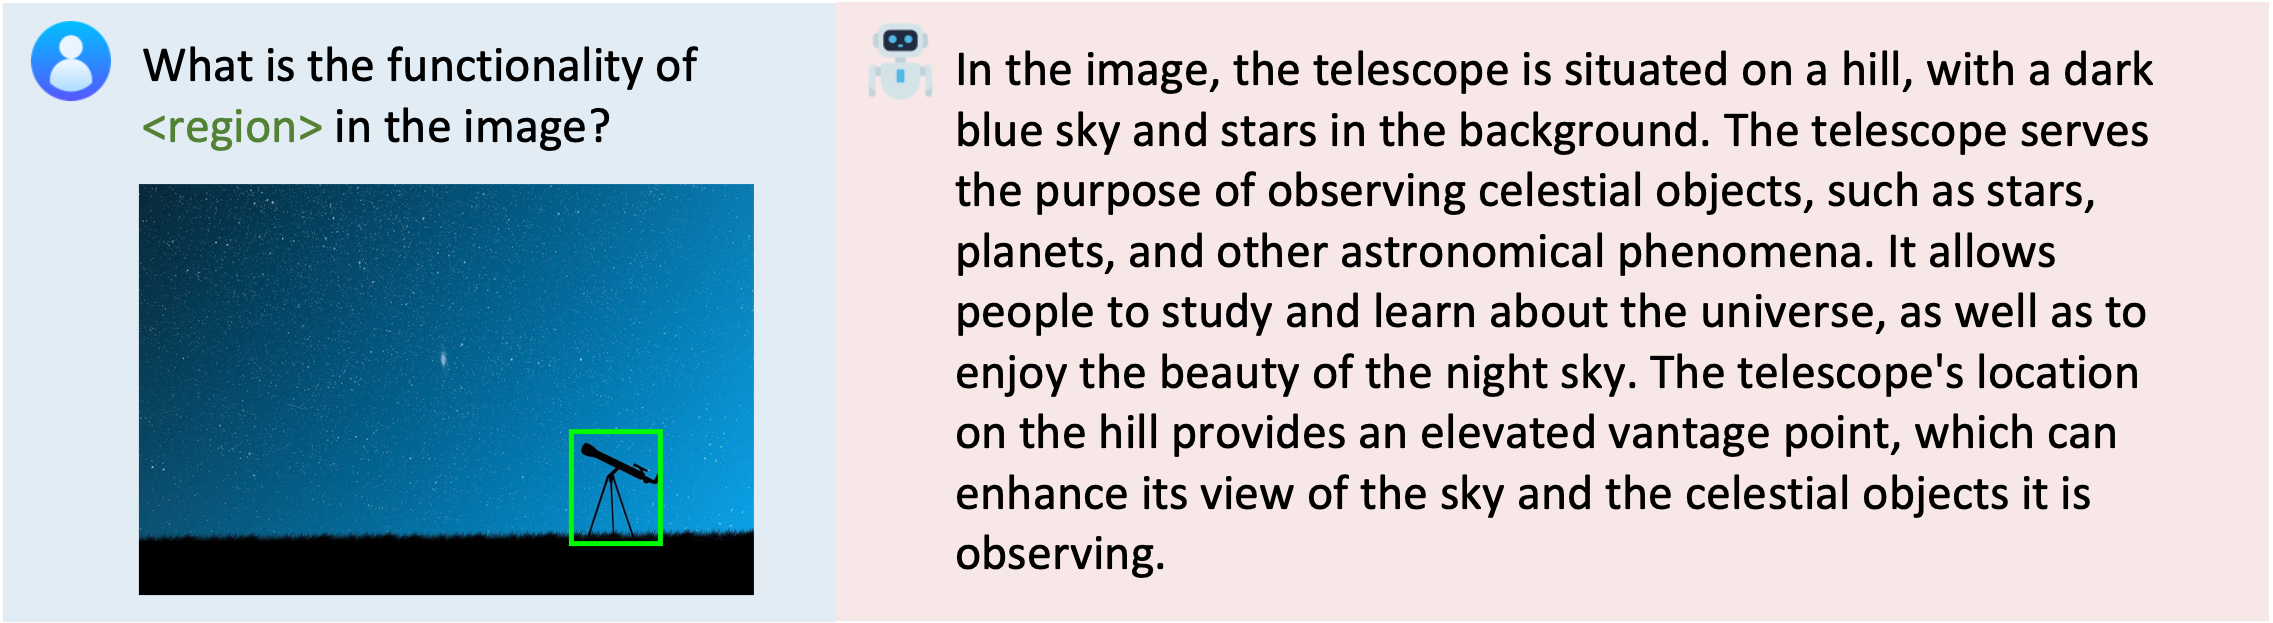 What is the functionality of
<region> in the image?
In the image, the telescope is situated on a hill, with a dark
blue sky and stars in the background. The telescope serves
the purpose of observing celestial objects, such as stars,
planets, and other astronomical phenomena. It allows
people to study and learn about the universe, as well as to
enjoy the beauty of the night sky. The telescope's location
on the hill provides an elevated vantage point, which can
enhance its view of the sky and the celestial objects it is
observing.